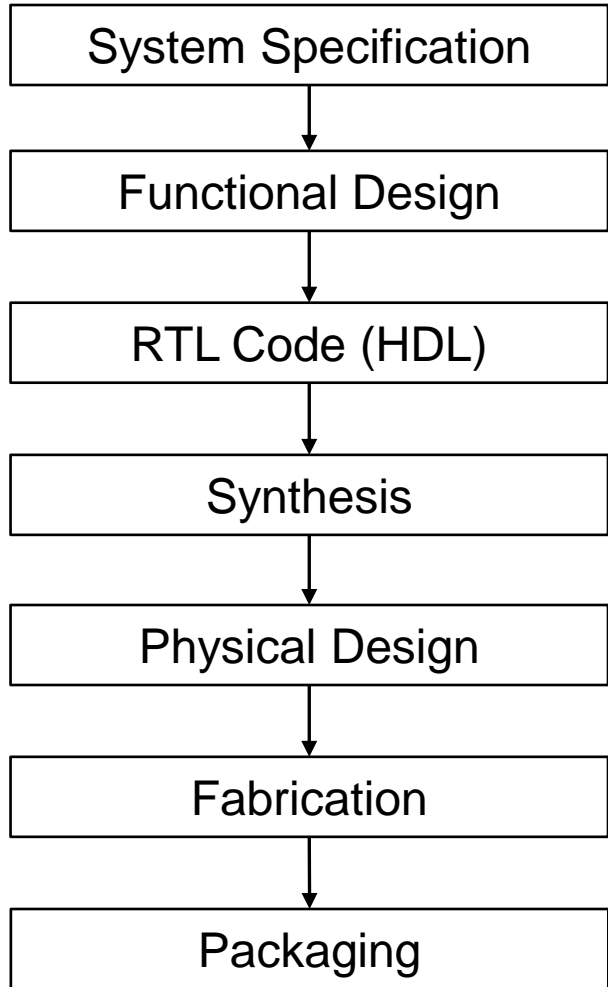 System Specification
Functional Design
RTL Code (HDL)
Synthesis
Physical Design
Fabrication
Packaging